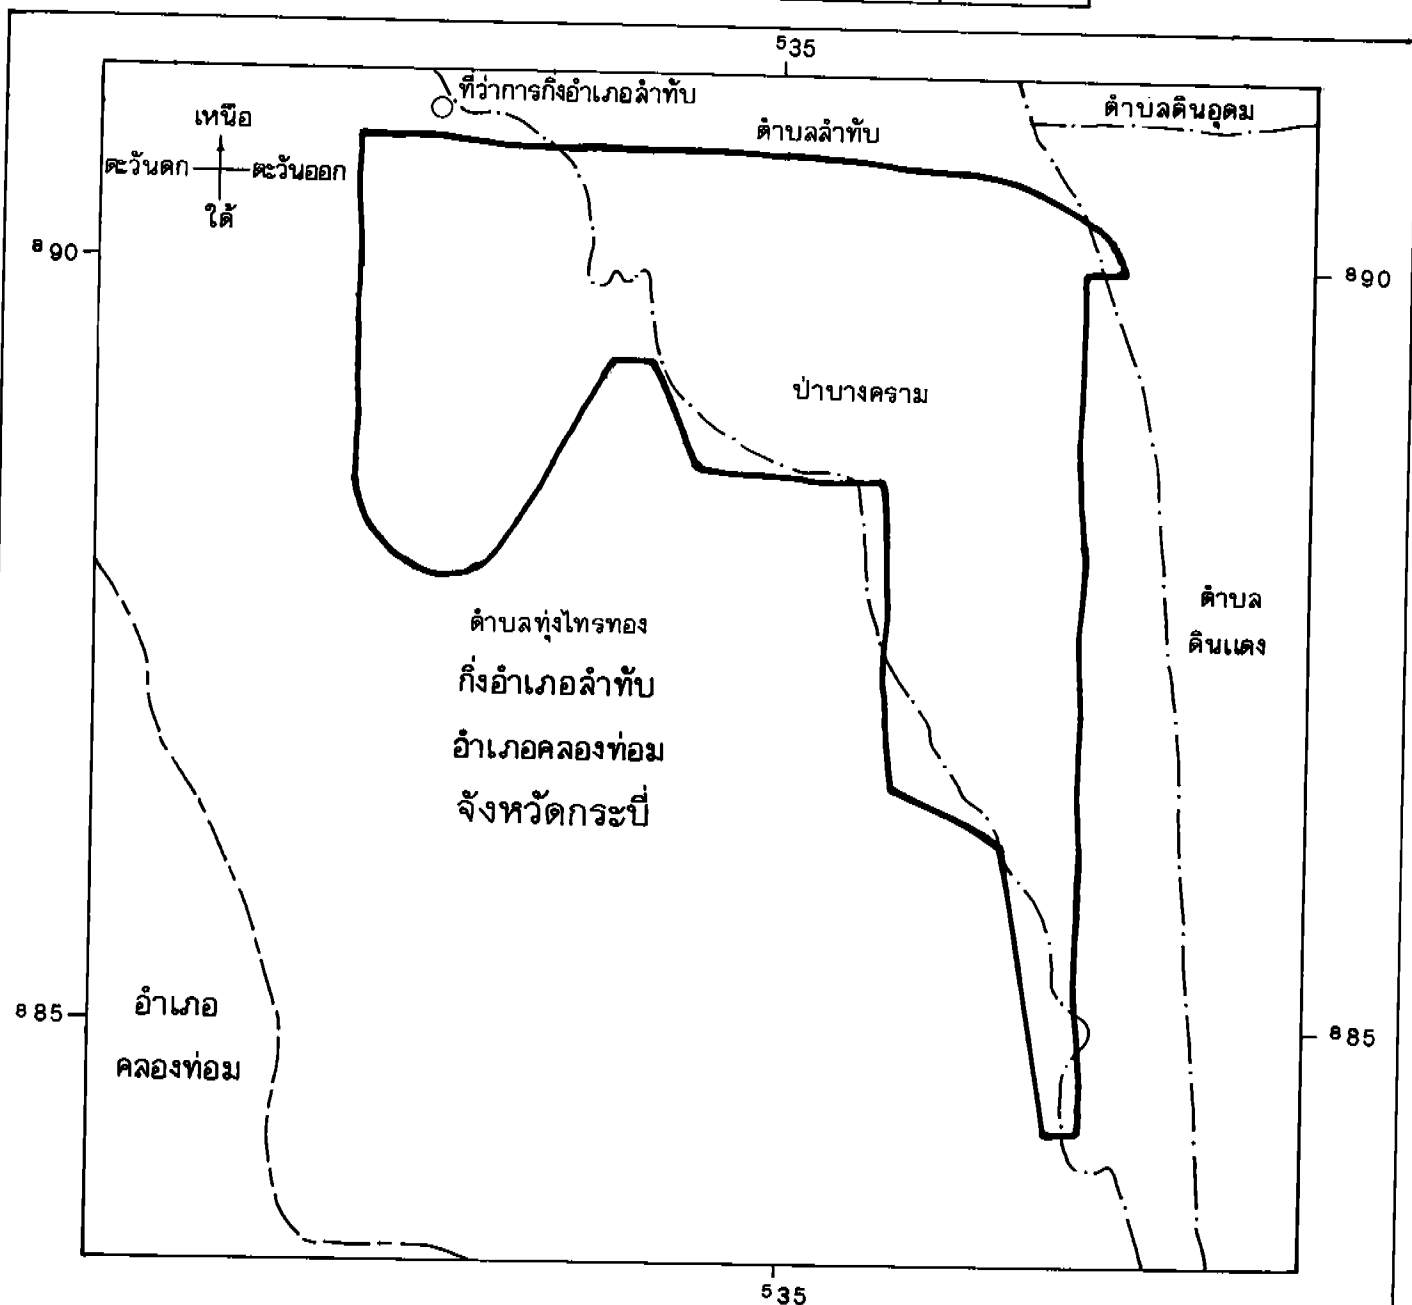 535
ที่ว่าการกิ่งอำเภอลำทับ
ตำบลดินอุดม
เหนือ
ตำบลลำทับ
ตะวันตก
ตะวันออก
ใต้
890
890
ป่าบางคราม
ตำบล
ดินแดง
ตำบลทุ่งไทรทอง
กิ่งอำเภอลำทับ
อำเภอคลองท่อม
จังหวัดกระบี่
อำเภอ
คลองท่อม
885
885
535